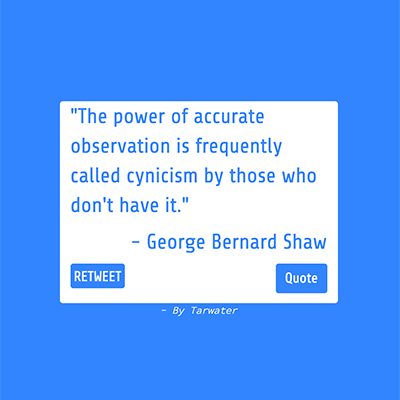 "The power of accurate
observation is frequently
called cynicism by those who
don't have it."
- George Bernard Shaw
RETWEET
Quote
- By Tarwater